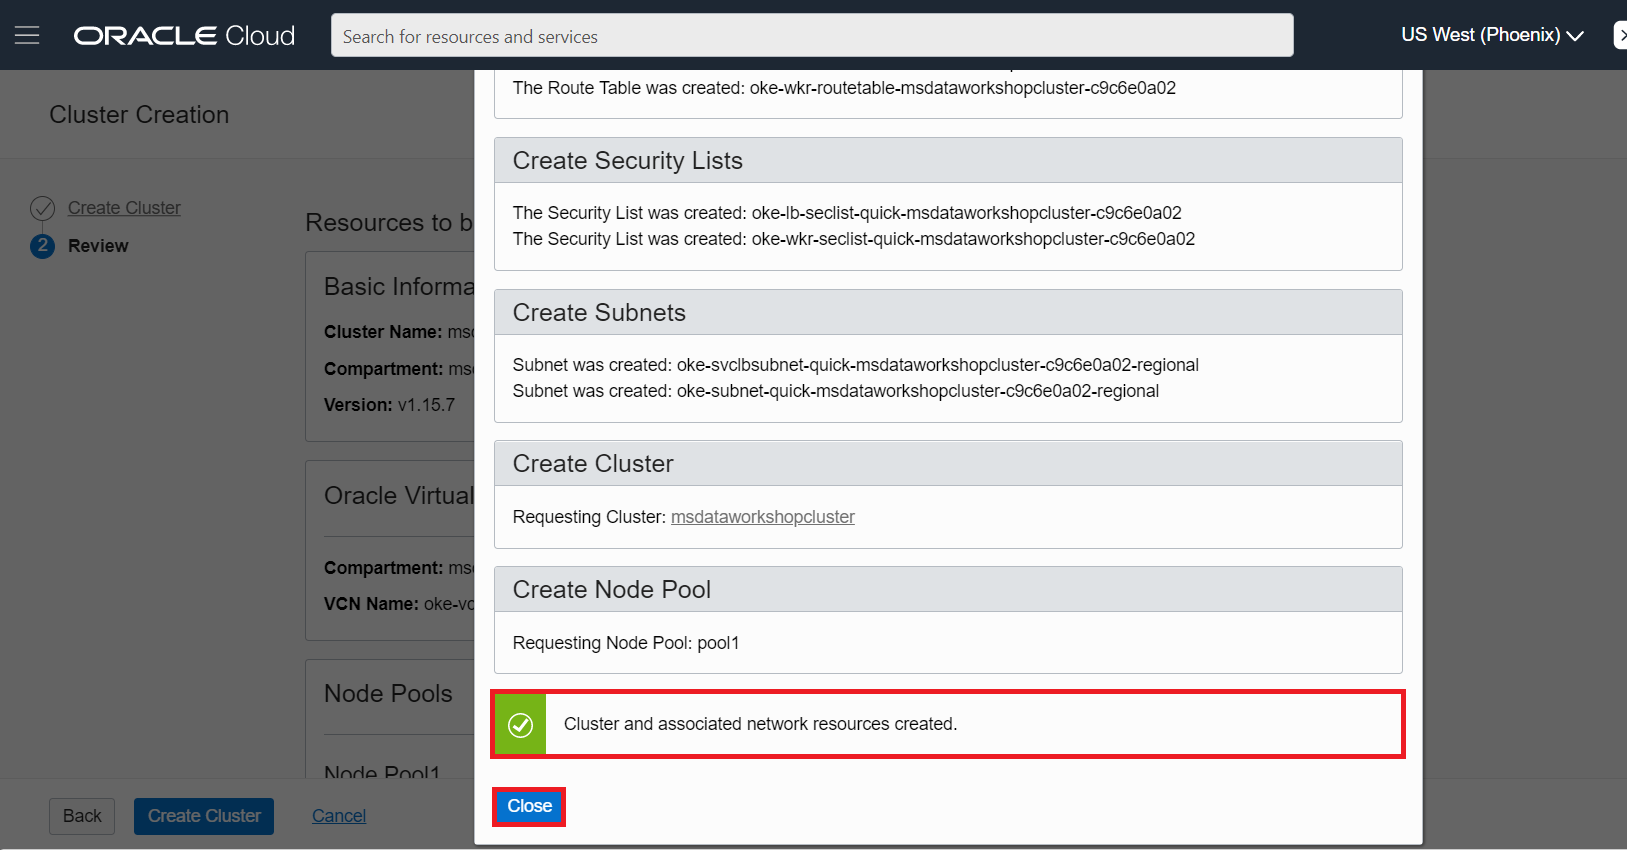 ORACLE Cloud
Search for resources and services
US West (Phoenix)
Cluster Creation
Create Cluster
2 Review
Resources to b
Basic Informa
Cluster Name: msd
Compartment: ms
Version: v1.15.7
Oracle Virtual
Compartment: ms
VCN Name: oke-vc
Node Pools
Node Pool1
Back
Create Cluster
Cancel
The Route Table was created: oke-wkr-routetable-msdataworkshopcluster-c9c6e0a02
Create Security Lists
The Security List was created: oke-lb-seclist-quick-msdataworkshopcluster-c9c6e0a02
The Security List was created: oke-wkr-seclist-quick-msdataworkshopcluster-c9c6e0a02
Create Subnets
Subnet was created: oke-svclbsubnet-quick-msdataworkshopcluster-c9c6e0a02-regional
Subnet was created: oke-subnet-quick-msdataworkshopcluster-c9c6e0a02-regional
Create Cluster
Requesting Cluster: msdataworkshopcluster
Create Node Pool
Requesting Node Pool: pool1
Cluster and associated network resources created.
Close